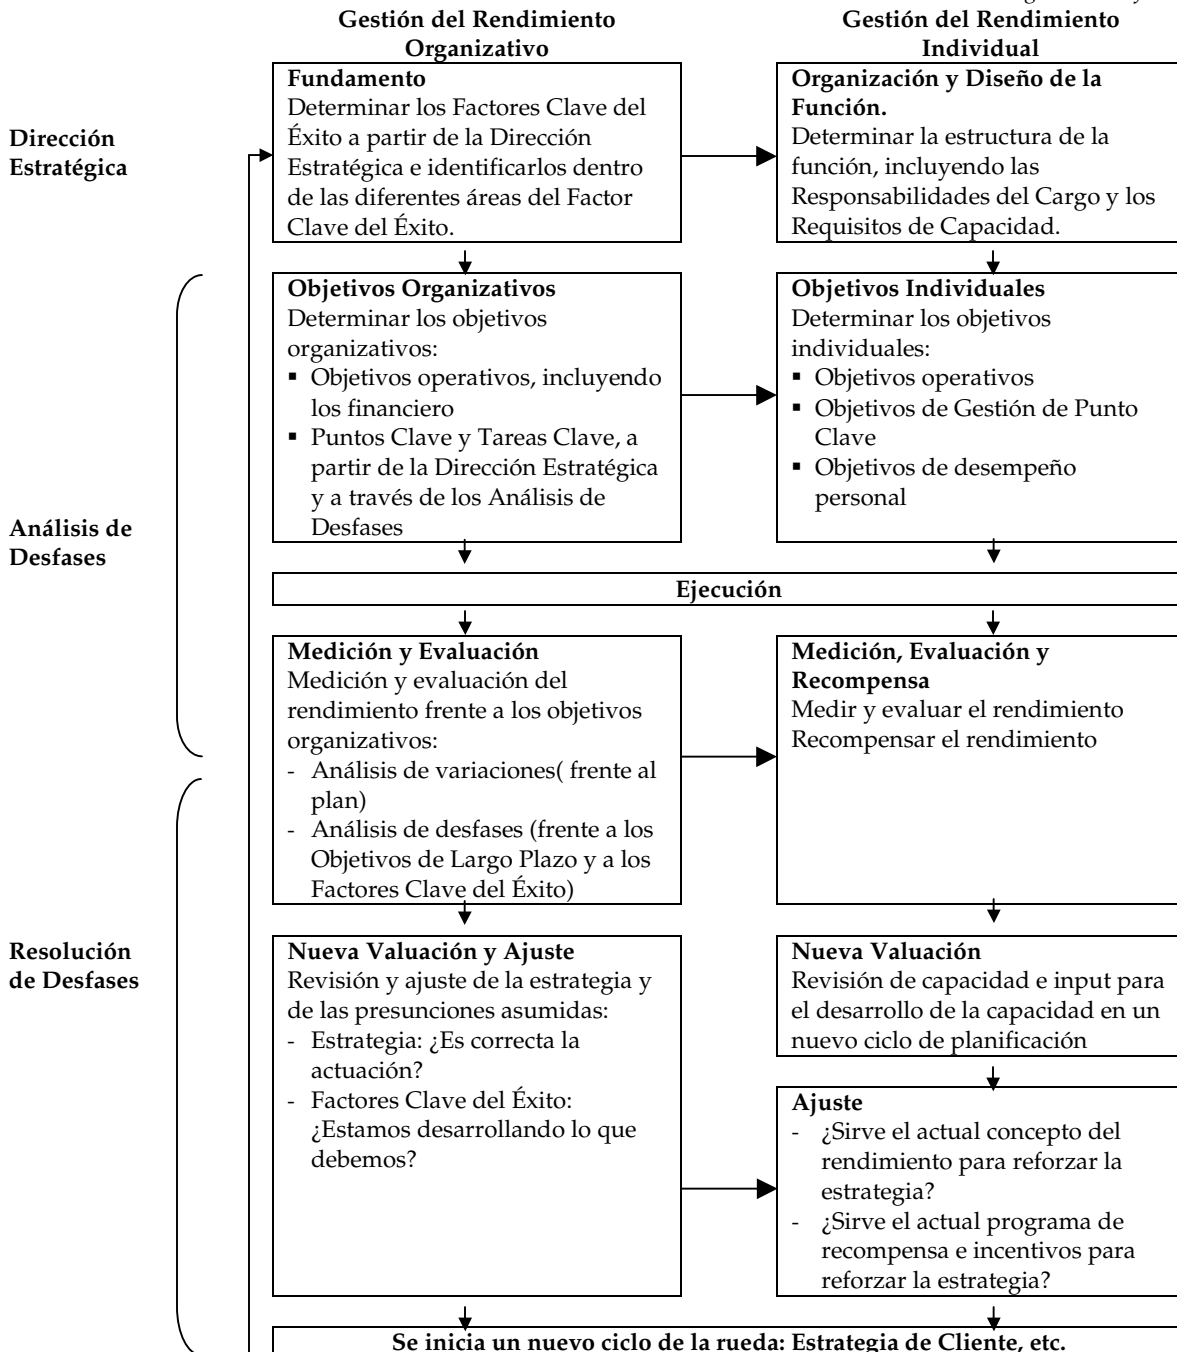 Gestión del Rendimiento
Organizativo
Gestión del Rendimiento
Individual
Dirección
Estratégica
Fundamento
Determinar los Factores Clave del
Éxito a partir de la Dirección
Estratégica e identificarlos dentro
de las diferentes áreas del Factor
Clave del Éxito.
Organización y Diseño de la
Función.
Determinar la estructura de la
función, incluyendo las
Responsabilidades del Cargo y los
Requisitos de Capacidad.
Análisis de
Desfases
Objetivos Organizativos
Determinar los objetivos
organizativos:
▪ Objetivos operativos, incluyendo
los financiero
▪ Puntos Clave y Tareas Clave, a
partir de la Dirección Estratégica
y a través de los Análisis de
Desfases
Objetivos Individuales
Determinar los objetivos
individuales:
▪ Objetivos operativos
▪ Objetivos de Gestión de Punto
Clave
▪ Objetivos de desempeño
personal
Ejecución
Medición y Evaluación
Medición y evaluación del
rendimiento frente a los objetivos
organizativos:
- Análisis de variaciones( frente al
plan)
- Análisis de desfases (frente a los
Objetivos de Largo Plazo y a los
Factores Clave del Éxito)
Medición, Evaluación y
Recompensa
Medir y evaluar el rendimiento
Recompensar el rendimiento
Resolución
de Desfases
Nueva Valuación y Ajuste
Revisión y ajuste de la estrategia y
de las presunciones asumidas:
- Estrategia: ¿Es correcta la
actuación?
- Factores Clave del Éxito:
¿Estamos desarrollando lo que
debemos?
Nueva Valuación
Revisión de capacidad e input para
el desarrollo de la capacidad en un
nuevo ciclo de planificación
Ajuste
- ¿Sirve el actual concepto del
rendimiento para reforzar la
estrategia?
- ¿Sirve el actual programa de
recompensa e incentivos para
reforzar la estrategia?
Se inicia un nuevo ciclo de la rueda: Estrategia de Cliente, etc.